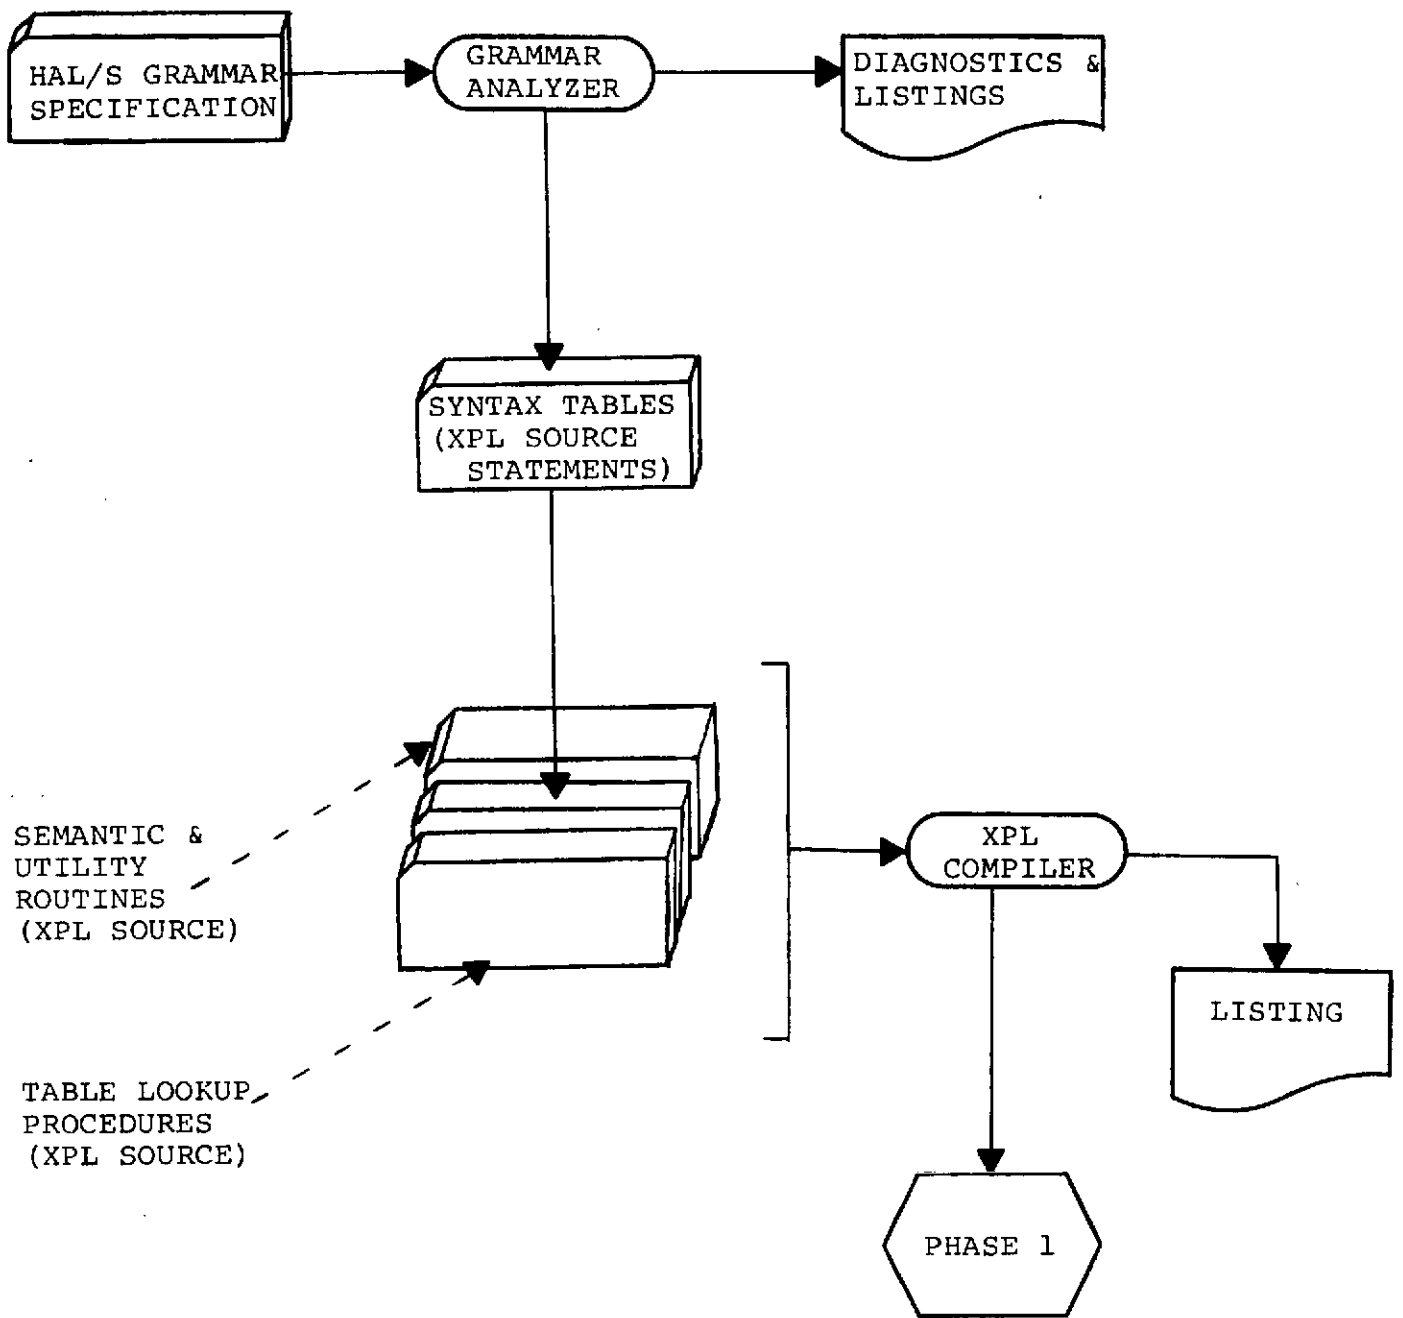 HAL/S GRAMMAR
SPECIFICATION
GRAMMAR
ANALYZER
DIAGNOSTICS &
LISTINGS
SYNTAX TABLES
(XPL SOURCE
STATEMENTS)
SEMANTIC &
UTILITY
ROUTINES
(XPL SOURCE)
XPL
COMPILER
LISTING
TABLE LOOKUP
PROCEDURES
(XPL SOURCE)
PHASE 1